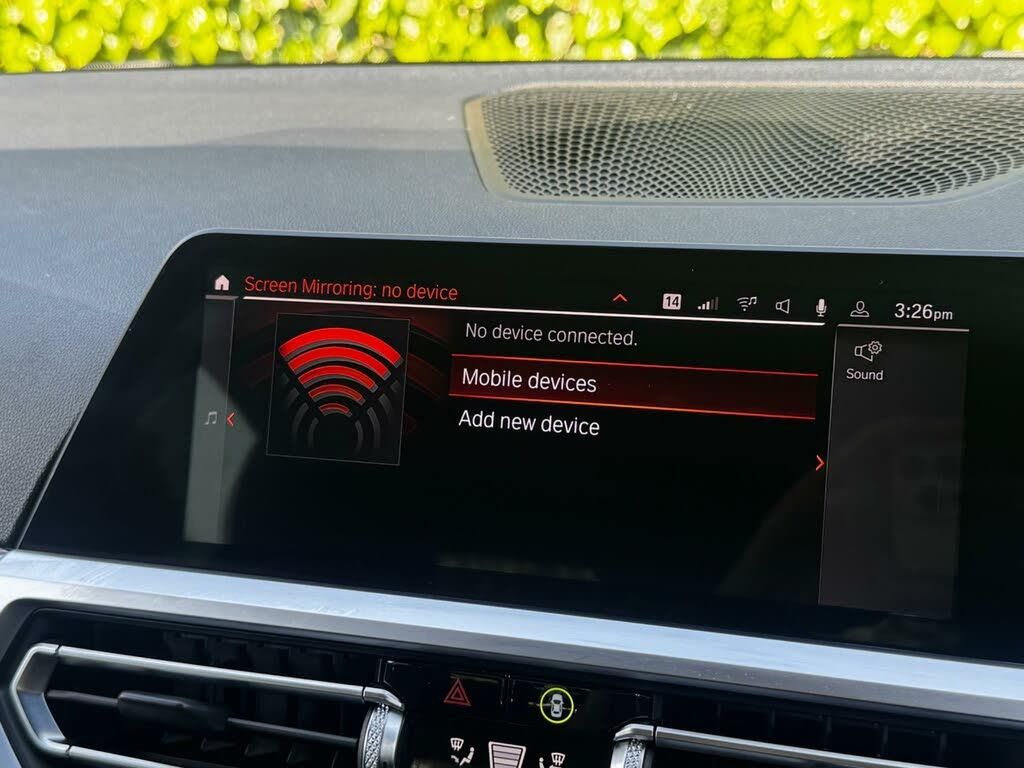 Screen Mirroring: no device
14
3:26pm
No device connected.
Mobile devices
Add new device
Sound